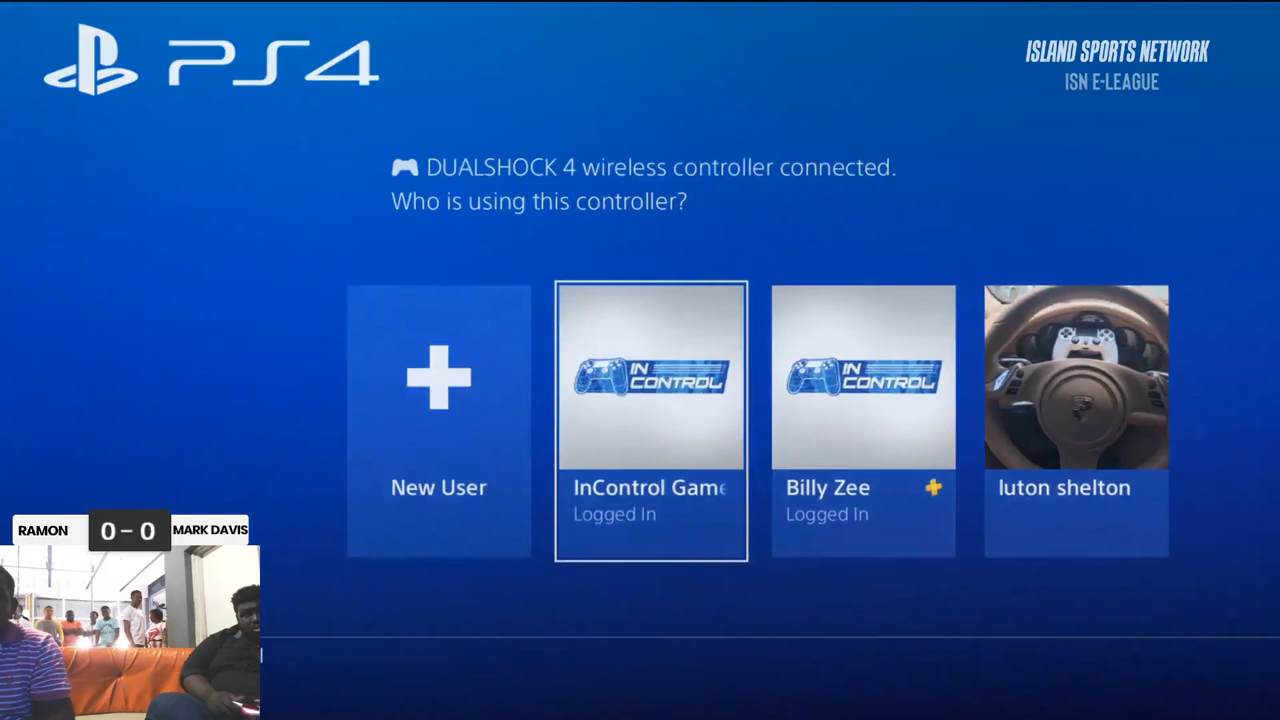 PS4
ISLAND SPORTS NETWORK
ISN E-LEAGUE
DUALSHOCK 4 wireless controller connected.
Who is using this controller?
IN CONTROL
IN CONTROL
New User
InControl Game
Logged In
Billy Zee
Logged In
luton shelton
RAMON 0 – 0 MARK DAVIS